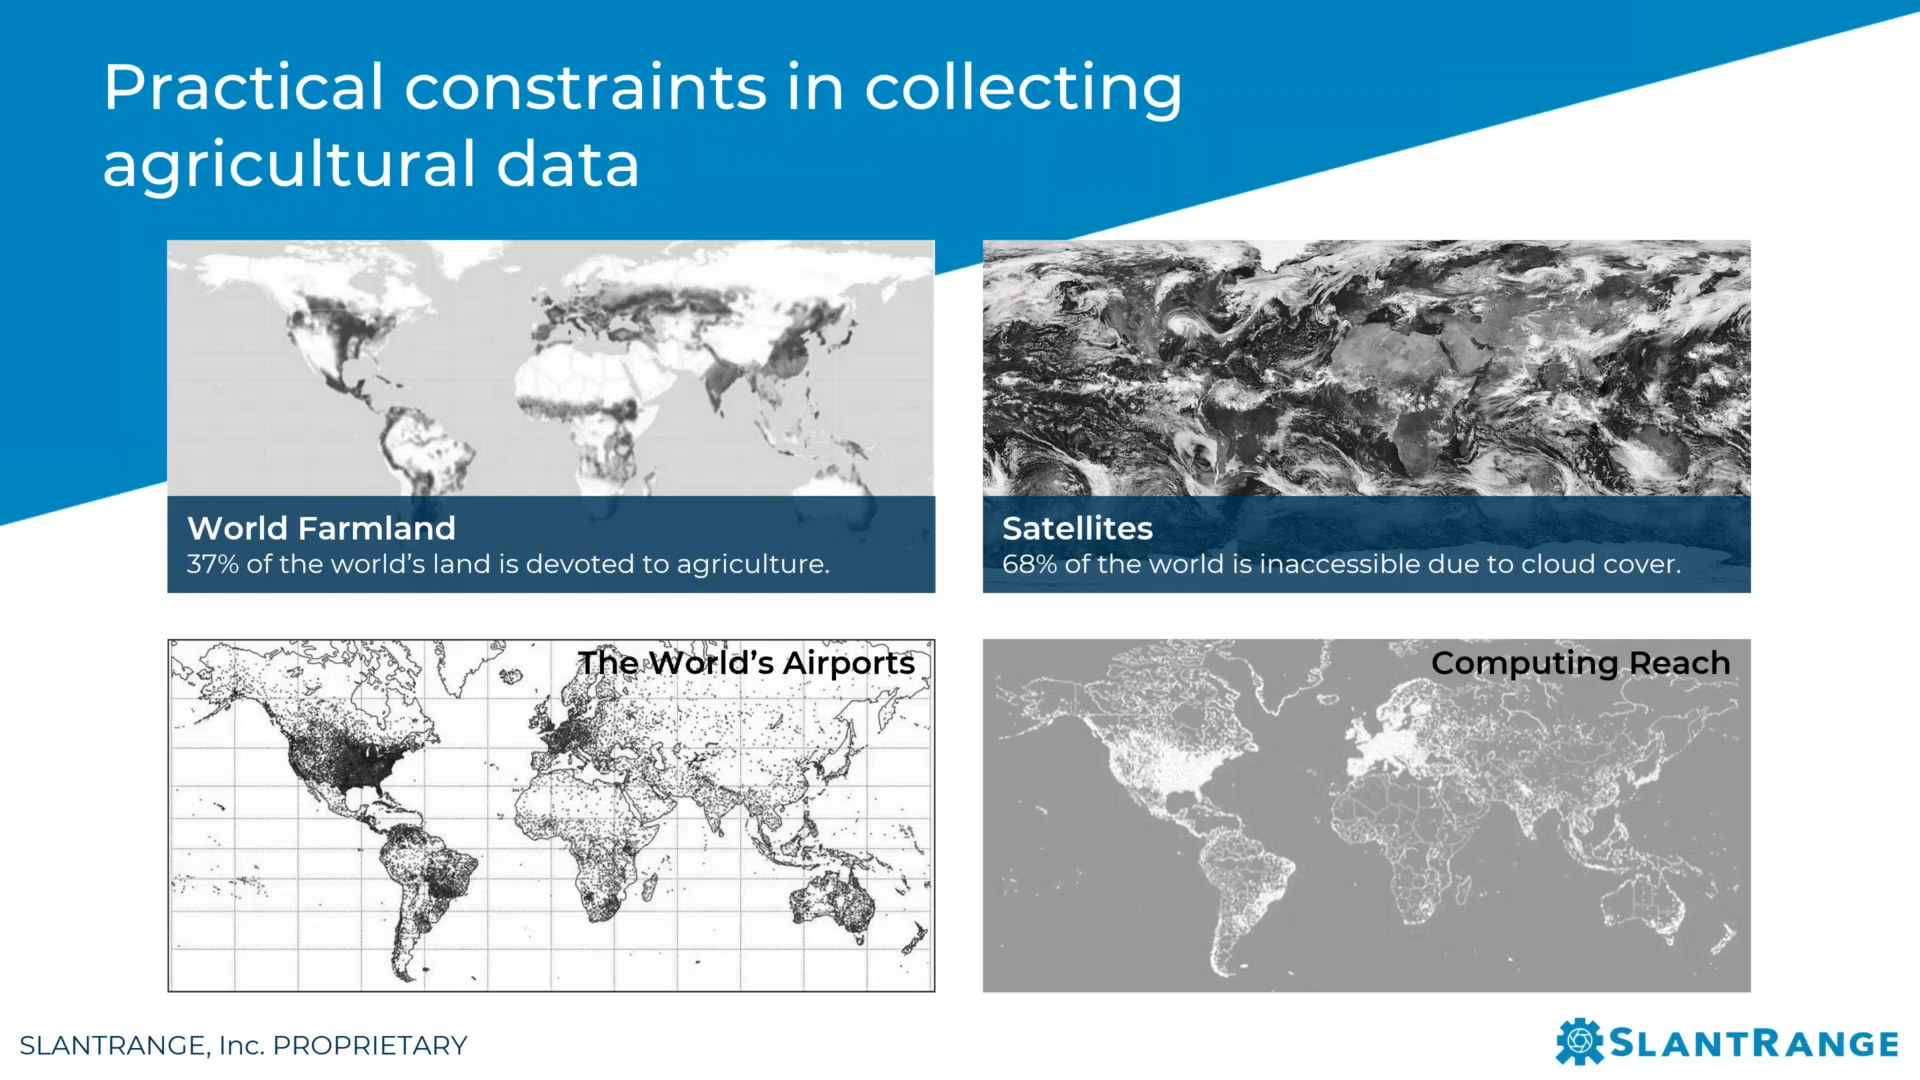 Practical constraints in collecting
agricultural data
World Farmland
37% of the world's land is devoted to agriculture.
Satellites
68% of the world is inaccessible due to cloud cover.
The World's Airports
Computing Reach
SLANTRANGE, Inc. PROPRIETARY
SLANTRANGE